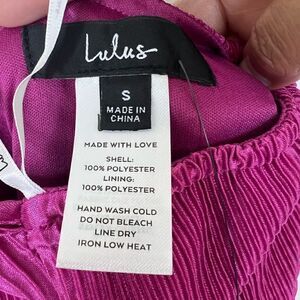 Lulus
S
MADE IN
CHINA
MADE WITH LOVE
SHELL:
100% POLYESTER
LINING:
100% POLYESTER
HAND WASH COLD
DO NOT BLEACH
LINE DRY
IRON LOW HEAT